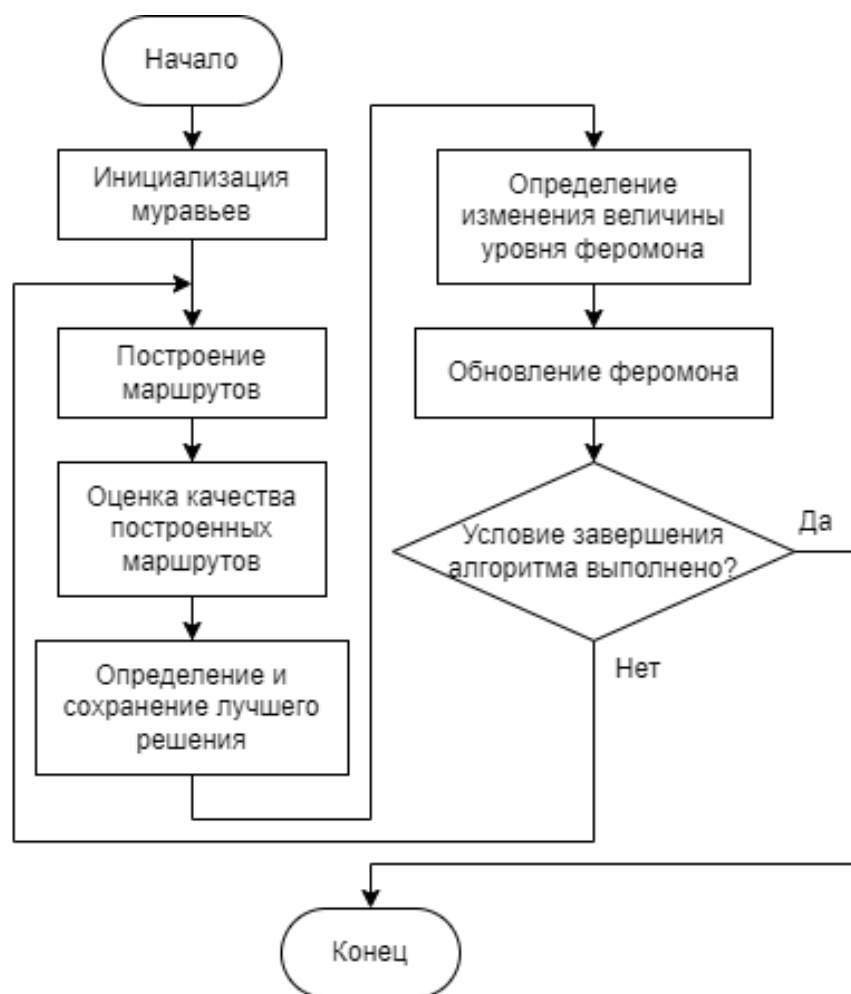 Начало
Инициализация
муравьев
Построение
маршрутов
Оценка качества
построенных
маршрутов
Определение и
сохранение лучшего
решения
Определение
изменения величины
уровня феромона
Обновление феромона
Условие завершения
алгоритма выполнено?
Да
Нет
Конец